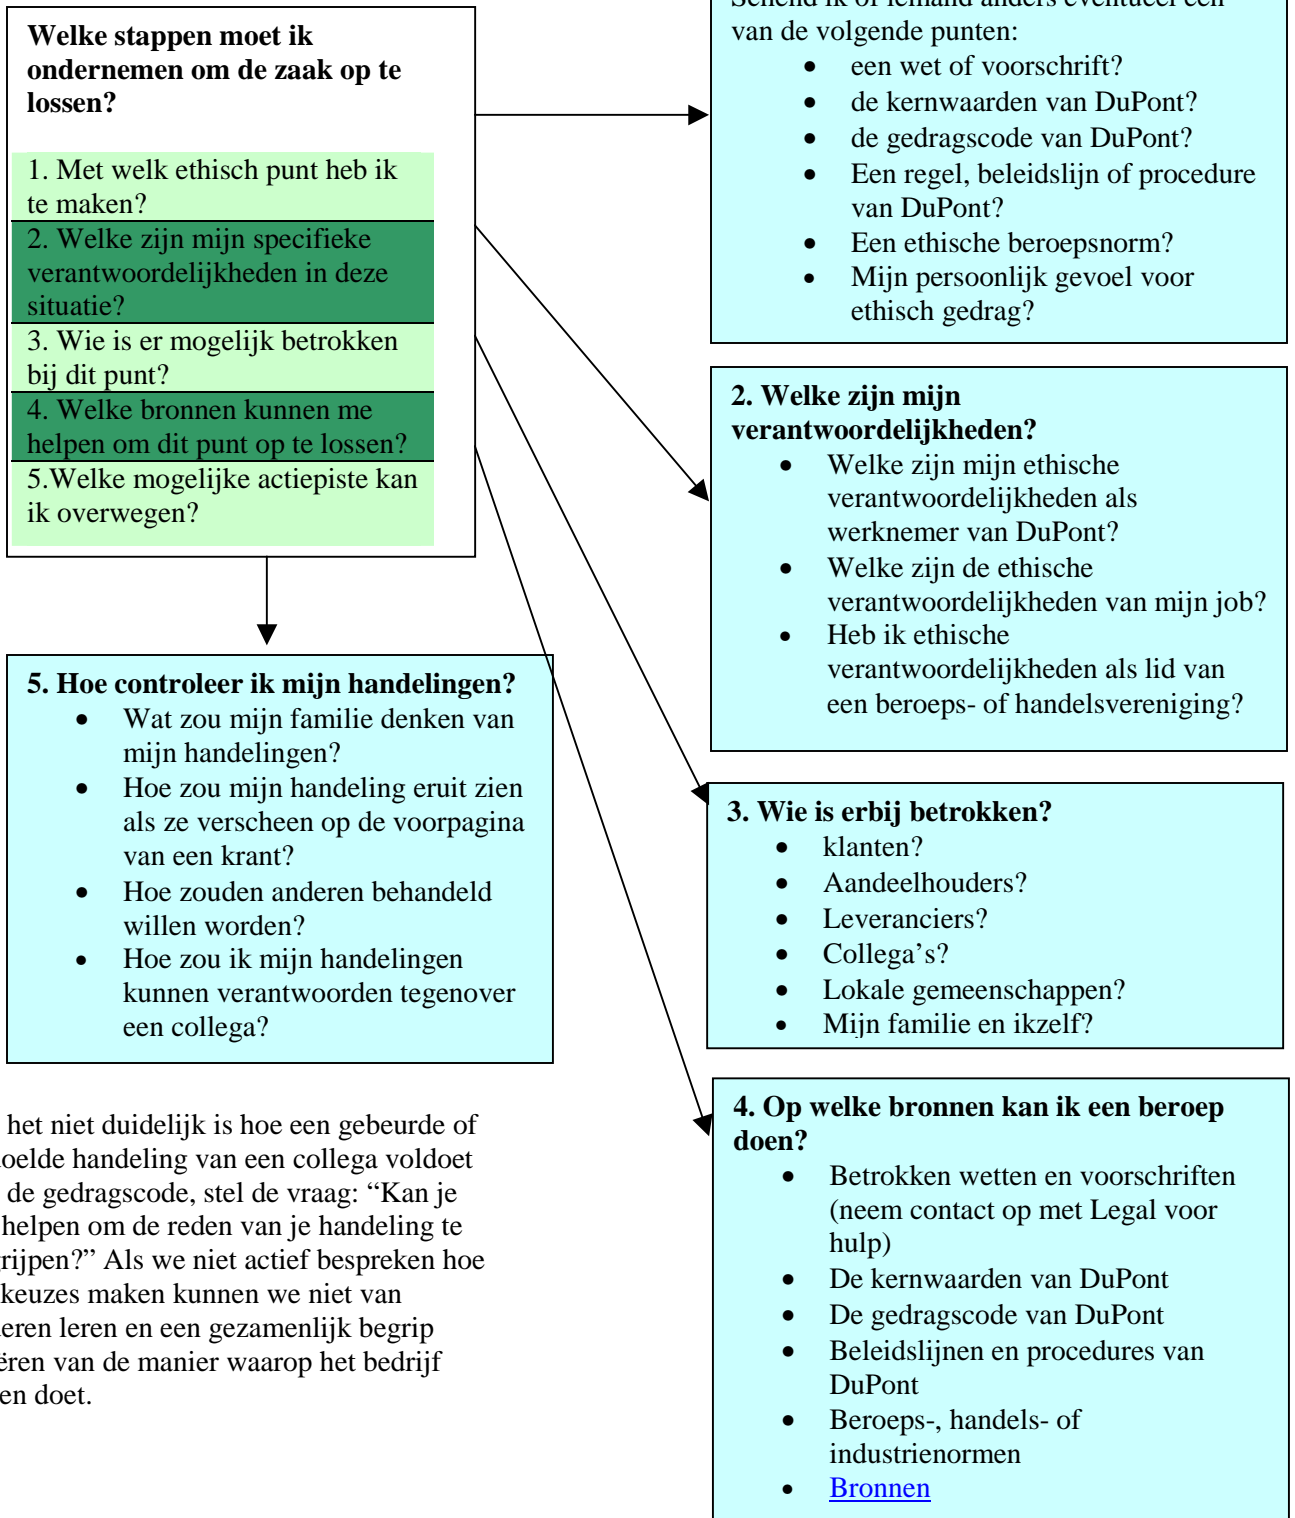 Welke stappen moet ik
ondernemen om de zaak op te
lossen?
1. Met welk ethisch punt heb ik
te maken?
2. Welke zijn mijn specifieke
verantwoordelijkheden in deze
situatie?
3. Wie is er mogelijk betrokken
bij dit punt?
4. Welke bronnen kunnen me
helpen om dit punt op te lossen?
5.Welke mogelijke actiepiste kan
ik overwegen?
Schend ik of iemand anders eventueel een
van de volgende punten:
• een wet of voorschrift?
• de kernwaarden van DuPont?
• de gedragscode van DuPont?
• Een regel, beleidslijn of procedure
van DuPont?
• Een ethische beroepsnorm?
• Mijn persoonlijk gevoel voor
ethisch gedrag?
2. Welke zijn mijn
verantwoordelijkheden?
• Welke zijn mijn ethische
verantwoordelijkheden als
werknemer van DuPont?
• Welke zijn de ethische
verantwoordelijkheden van mijn job?
• Heb ik ethische
verantwoordelijkheden als lid van
een beroeps- of handelsvereniging?
3. Wie is erbij betrokken?
• klanten?
• Aandeelhouders?
• Leveranciers?
• Collega’s?
• Lokale gemeenschappen?
• Mijn familie en ikzelf?
4. Op welke bronnen kan ik een beroep
doen?
• Betrokken wetten en voorschriften
(neem contact op met Legal voor
hulp)
• De kernwaarden van DuPont
• De gedragscode van DuPont
• Beleidslijnen en procedures van
DuPont
• Beroeps-, handels- of
industrienormen
• Bronnen
5. Hoe controleer ik mijn handelingen?
• Wat zou mijn familie denken van
mijn handelingen?
• Hoe zou mijn handeling eruit zien
als ze verscheen op de voorpagina
van een krant?
• Hoe zouden anderen behandeld
willen worden?
• Hoe zou ik mijn handelingen
kunnen verantwoorden tegenover
een collega?
het niet duidelijk is hoe een gebeurde of
oelde handeling van een collega voldoet
de gedragscode, stel de vraag: “Kan je
helpen om de reden van je handeling te
rijpen?” Als we niet actief bespreken hoe
keuzes maken kunnen we niet van
eren leren en een gezamenlijk begrip
ëren van de manier waarop het bedrijf
en doet.